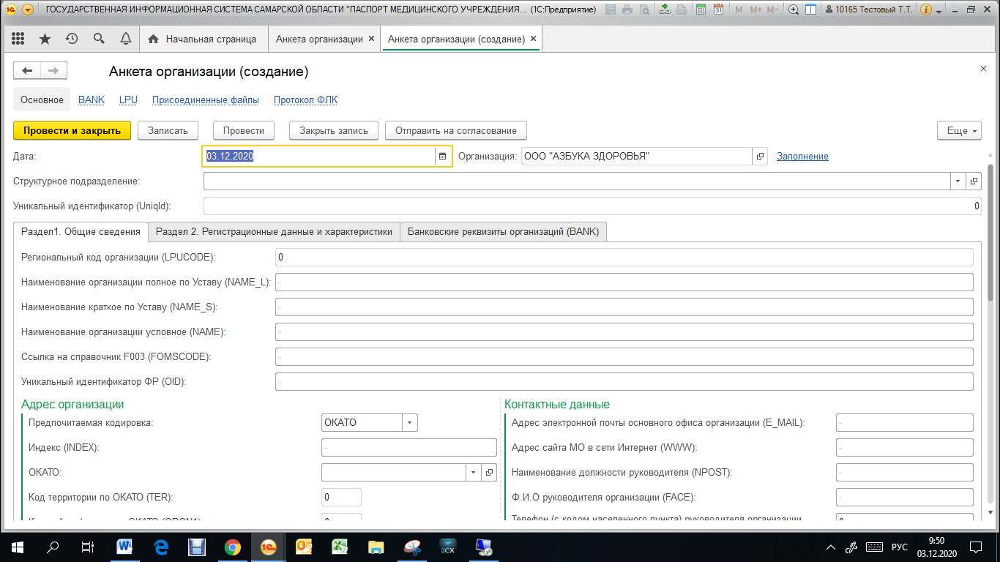 ГОСУДАРСТВЕННАЯ ИНФОРМАЦИОННАЯ СИСТЕМА САМАРСКОЙ ОБЛАСТИ "ПАСПОРТ МЕДИЦИНСКОГО УЧРЕЖДЕНИЯ... (1С:Предприятие) M M+ M- 10165 Тестовый Т.Т.
Начальная страница Анкета организации Анкета организации (создание)
Анкета организации (создание)
Основное BANK LPU Присоединенные файлы Протокол ФЛК
Провести и закрыть Записать Провести Закрыть запись Отправить на согласование Еще
Дата: 03.12.2020 Организация: ООО "АЗБУКА ЗДОРОВЬЯ" Заполнение
Структурное подразделение:
Уникальный идентификатор (UniqId): 0
Раздел1. Общие сведения Раздел 2. Регистрационные данные и характеристики Банковские реквизиты организаций (BANK)
Региональный код организации (LPUCODE): 0
Наименование организации полное по Уставу (NAME_L): -
Наименование краткое по Уставу (NAME_S): -
Наименование организации условное (NAME): -
Ссылка на справочник F003 (FOMSCODE): -
Уникальный идентификатор ФР (OID): -
Адрес организации Контактные данные
Предпочитаемая кодировка: ОКАТО Адрес электронной почты основного офиса организации (E_MAIL): -
Индекс (INDEX): - Адрес сайта МО в сети Интернет (WWW): -
ОКАТО: Наименование должности руководителя (NPOST): -
Код территории по ОКАТО (TER): 0 Ф.И.О руководителя организации (FACE): -
Телефон (с кодом населенного пункта) руководителя организации
РУС 9:50
03.12.2020